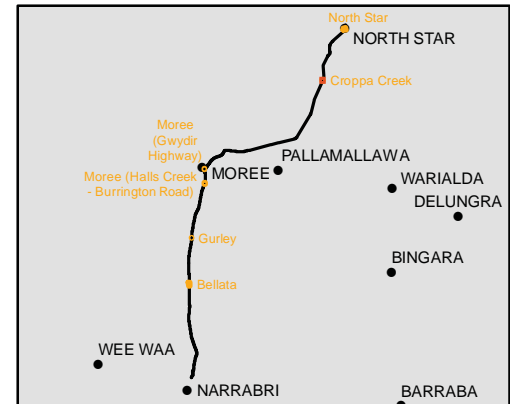 North Star
NORTH STAR
Croppa Creek
Moree
(Gwydir
Highway)
PALLAMALLAWA
MOREE
Moree (Halls Creek
- Burrington Road)
WARIALDA
DELUNGRA
Gurley
BINGARA
Bellata
WEE WAA
NARRABRI
BARRABA